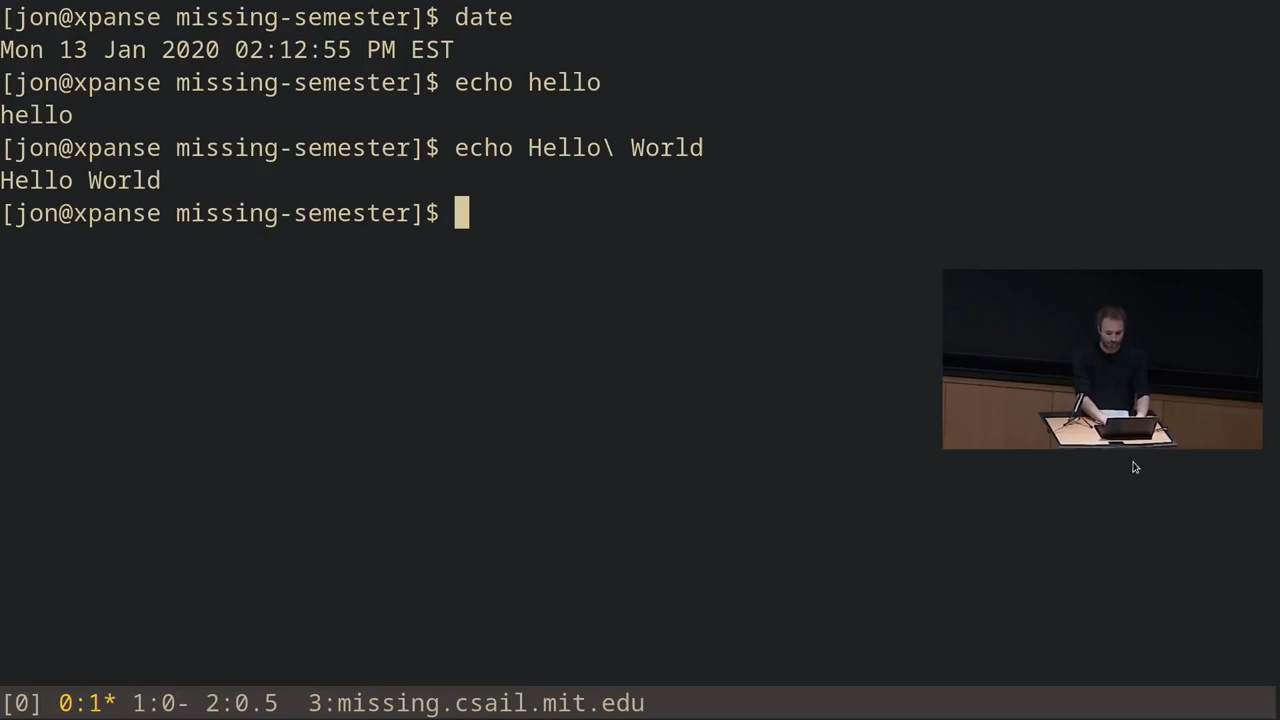 [jon@xpanse missing-semester]$ date
Mon 13 Jan 2020 02:12:55 PM EST
[jon@xpanse missing-semester]$ echo hello
hello
[jon@xpanse missing-semester]$ echo Hello\ World
Hello World
[jon@xpanse missing-semester]$
[0] 0:1* 1:0- 2:0.5  3:missing.csail.mit.edu